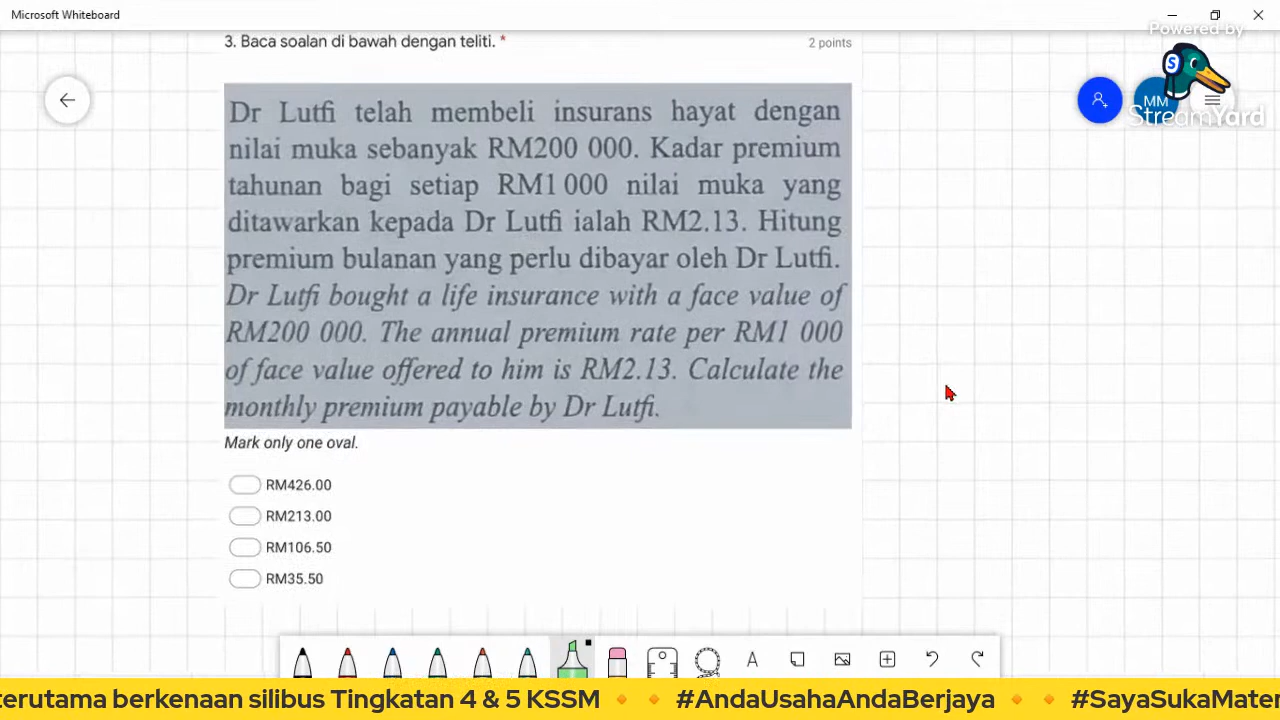 Microsoft Whiteboard
Powered by
3. Baca soalan di bawah dengan teliti. *
2 points
Dr Lutfi telah membeli insurans hayat dengan
nilai muka sebanyak RM200 000. Kadar premium
tahunan bagi setiap RM1 000 nilai muka yang
ditawarkan kepada Dr Lutfi ialah RM2.13. Hitung
premium bulanan yang perlu dibayar oleh Dr Lutfi.
Dr Lutfi bought a life insurance with a face value of
RM200 000. The annual premium rate per RM1 000
of face value offered to him is RM2.13. Calculate the
monthly premium payable by Dr Lutfi.
S
MM
StreamYard
Mark only one oval.
RM426.00
RM213.00
RM106.50
RM35.50
A
terutama berkenaan silibus Tingkatan 4 & 5 KSSM 🔸 🔸 #AndaUsahaAndaBerjaya 🔸 🔸 #SayaSukaMate